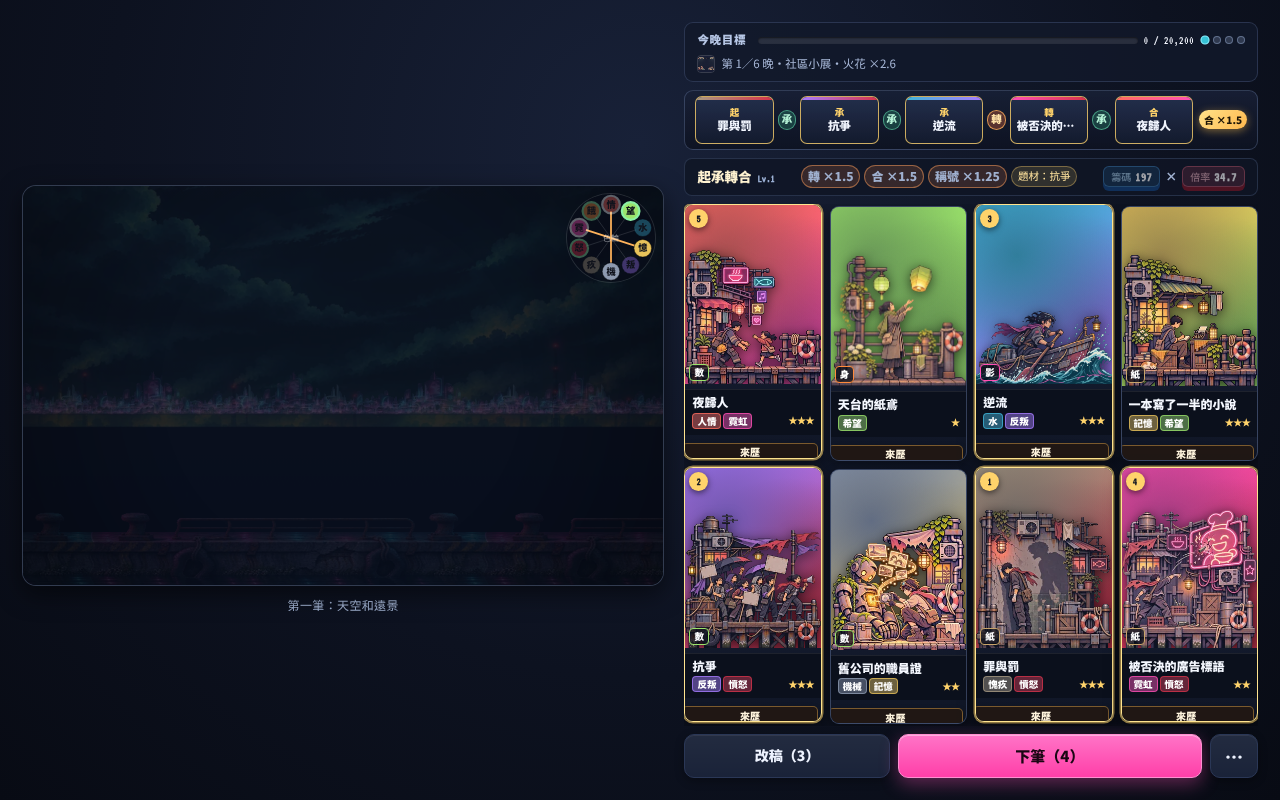 今晚目標
0 / 20,200
第 1／6 晚・社區小展・火花 ×2.6
起
罪與罰
承
承
抗爭
承
承
逆流
轉
轉
被否決的⋯
承
合
夜歸人
合 ×1.5
起承轉合 Lv.1
轉 ×1.5
合 ×1.5
稱號 ×1.25
題材：抗爭
籌碼 197
×
倍率 34.7
情
望
水
憶
機
疚
第一筆：天空和遠景
5
數
夜歸人
人情
霓虹
★★★
來歷
身
天台的紙鳶
希望
★
來歷
3
影
逆流
水
反叛
★★★
來歷
紙
一本寫了一半的小說
記憶
希望
★★★
來歷
2
數
抗爭
反叛
憤怒
★★★
來歷
數
舊公司的職員證
機械
記憶
★★
來歷
1
紙
罪與罰
愧疚
憤怒
★★★
來歷
4
紙
被否決的廣告標語
霓虹
憤怒
★★
來歷
改稿（3）
下筆（4）
⋯